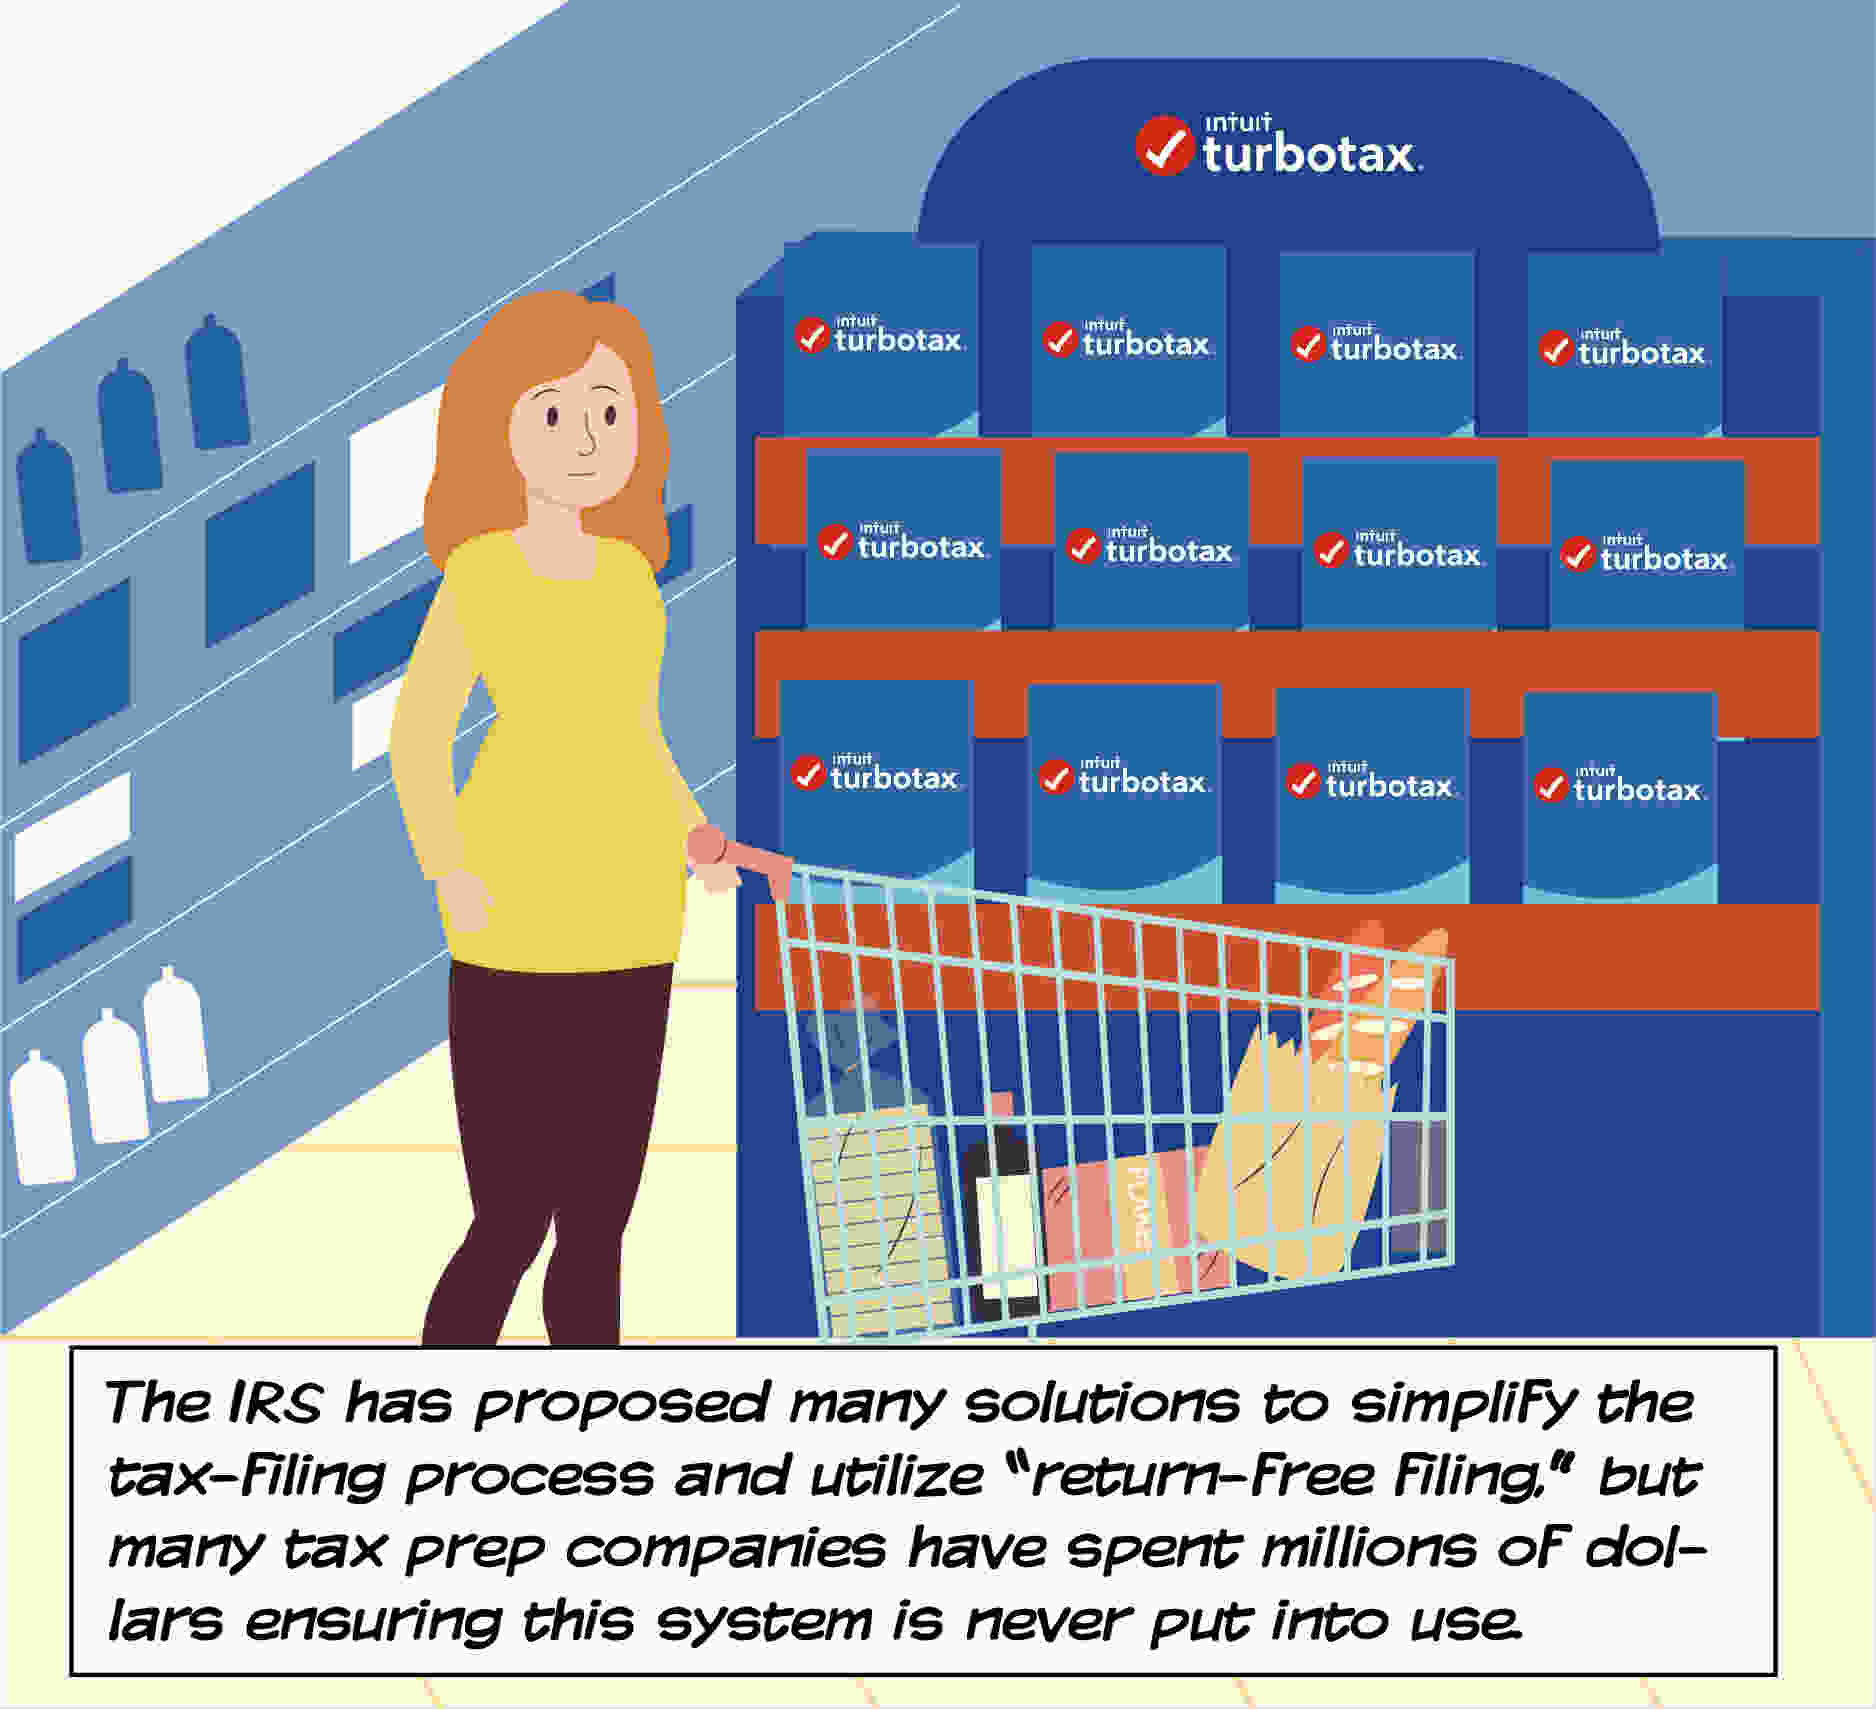 intuit
turbotax.
intuit
turbotax.
intuit
turbotax.
intuit
turbotax.
intuit
turbotax.
intuit
turbotax.
intuit
turbotax.
intuit
turbotax.
intuit
turbotax.
intuit
turbotax.
intuit
turbotax.
intuit
turbotax.
intuit
turbotax.
The IRS has proposed many solutions to simplify the
tax-filing process and utilize “return-free filing,” but
many tax prep companies have spent millions of dol-
lars ensuring this system is never put into use.